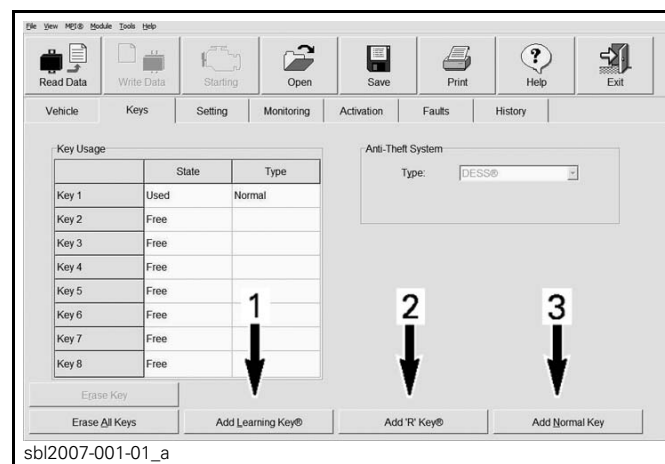 File View MPI® Module Tools Help
Read Data Write Data Starting Open Save Print Help Exit
Vehicle Keys Setting Monitoring Activation Faults History
Key Usage
State Type
Key 1 Used Normal
Key 2 Free
Key 3 Free
Key 4 Free
Key 5 Free
Key 6 Free
Key 7 Free
Key 8 Free
Anti-Theft System
Type: DESS®
1 2 3
Erase Key
Erase All Keys Add Learning Key® Add 'R' Key® Add Normal Key
sbl2007-001-01_a